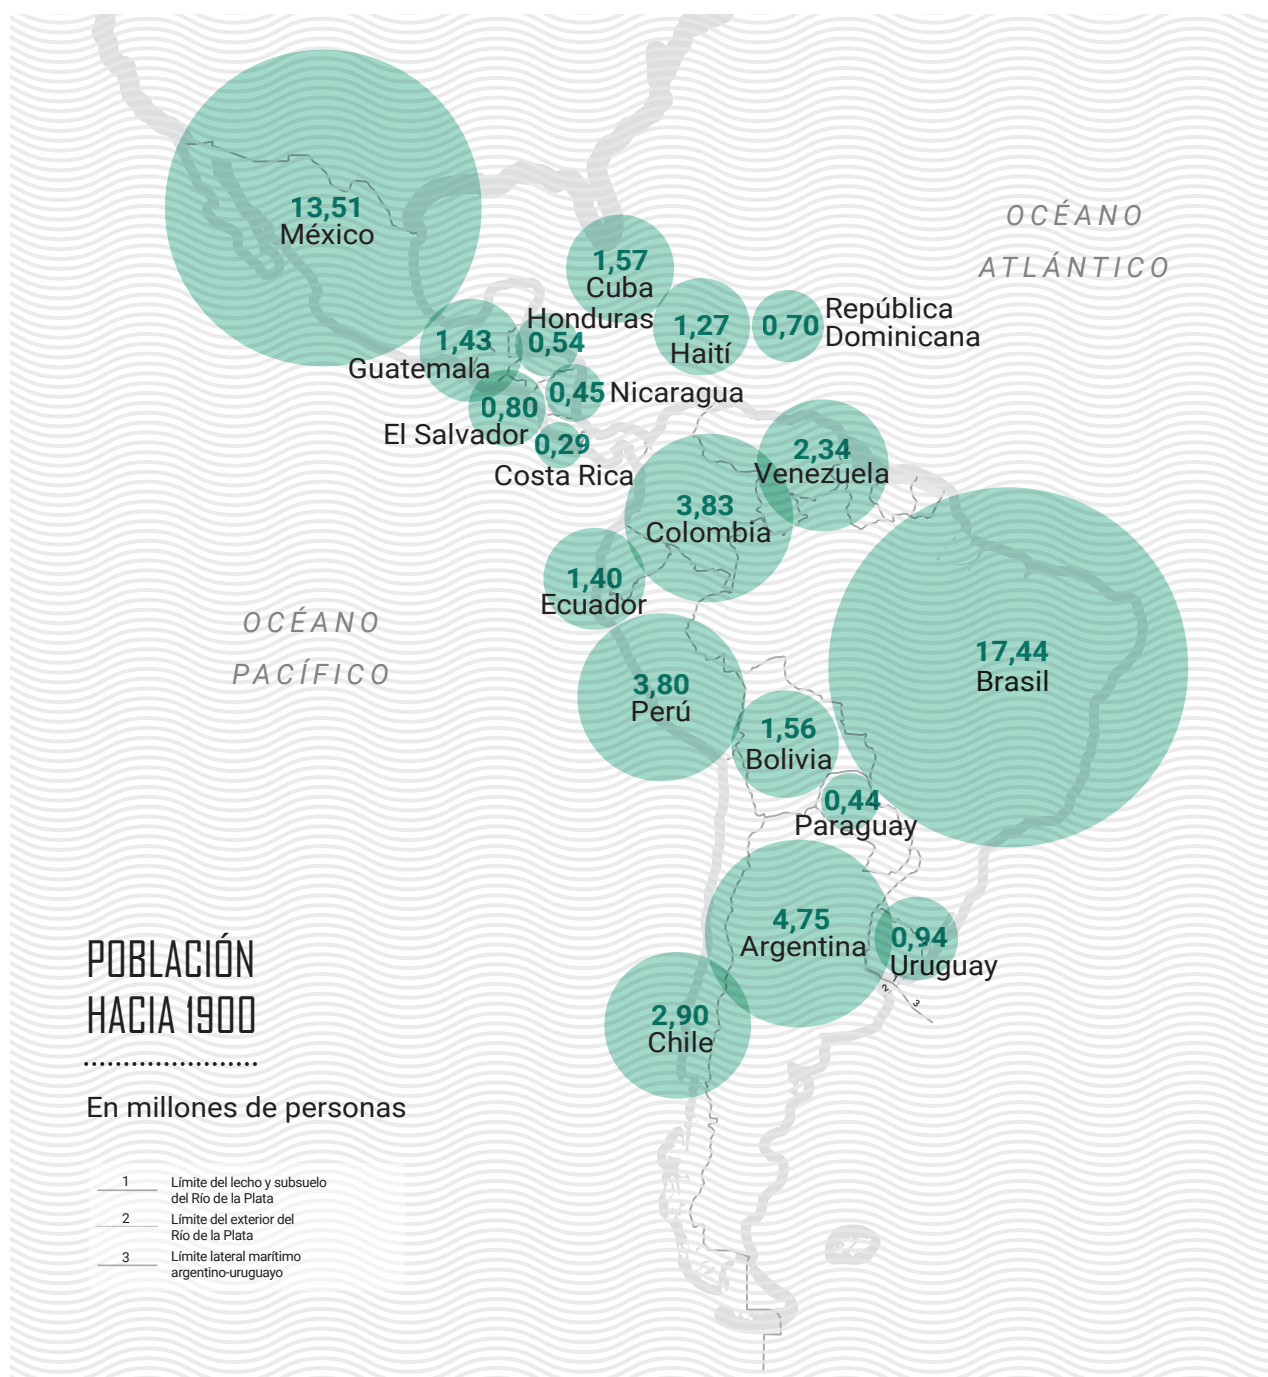 13,51
México
OCÉANO
ATLÁNTICO
1,57
Cuba
Honduras
0,54
1,27
Haití
0,70
República
Dominicana
1,43
Guatemala
0,45 Nicaragua
0,80
El Salvador
0,29
Costa Rica
2,34
Venezuela
3,83
Colombia
1,40
Ecuador
OCÉANO
PACÍFICO
17,44
Brasil
3,80
Perú
1,56
Bolivia
0,44
Paraguay
4,75
Argentina
0,94
Uruguay
2
3
2,90
Chile
POBLACIÓN
HACIA 1900
En millones de personas
1 Límite del lecho y subsuelo
del Río de la Plata
2 Límite del exterior del
Río de la Plata
3 Límite lateral marítimo
argentino-uruguayo